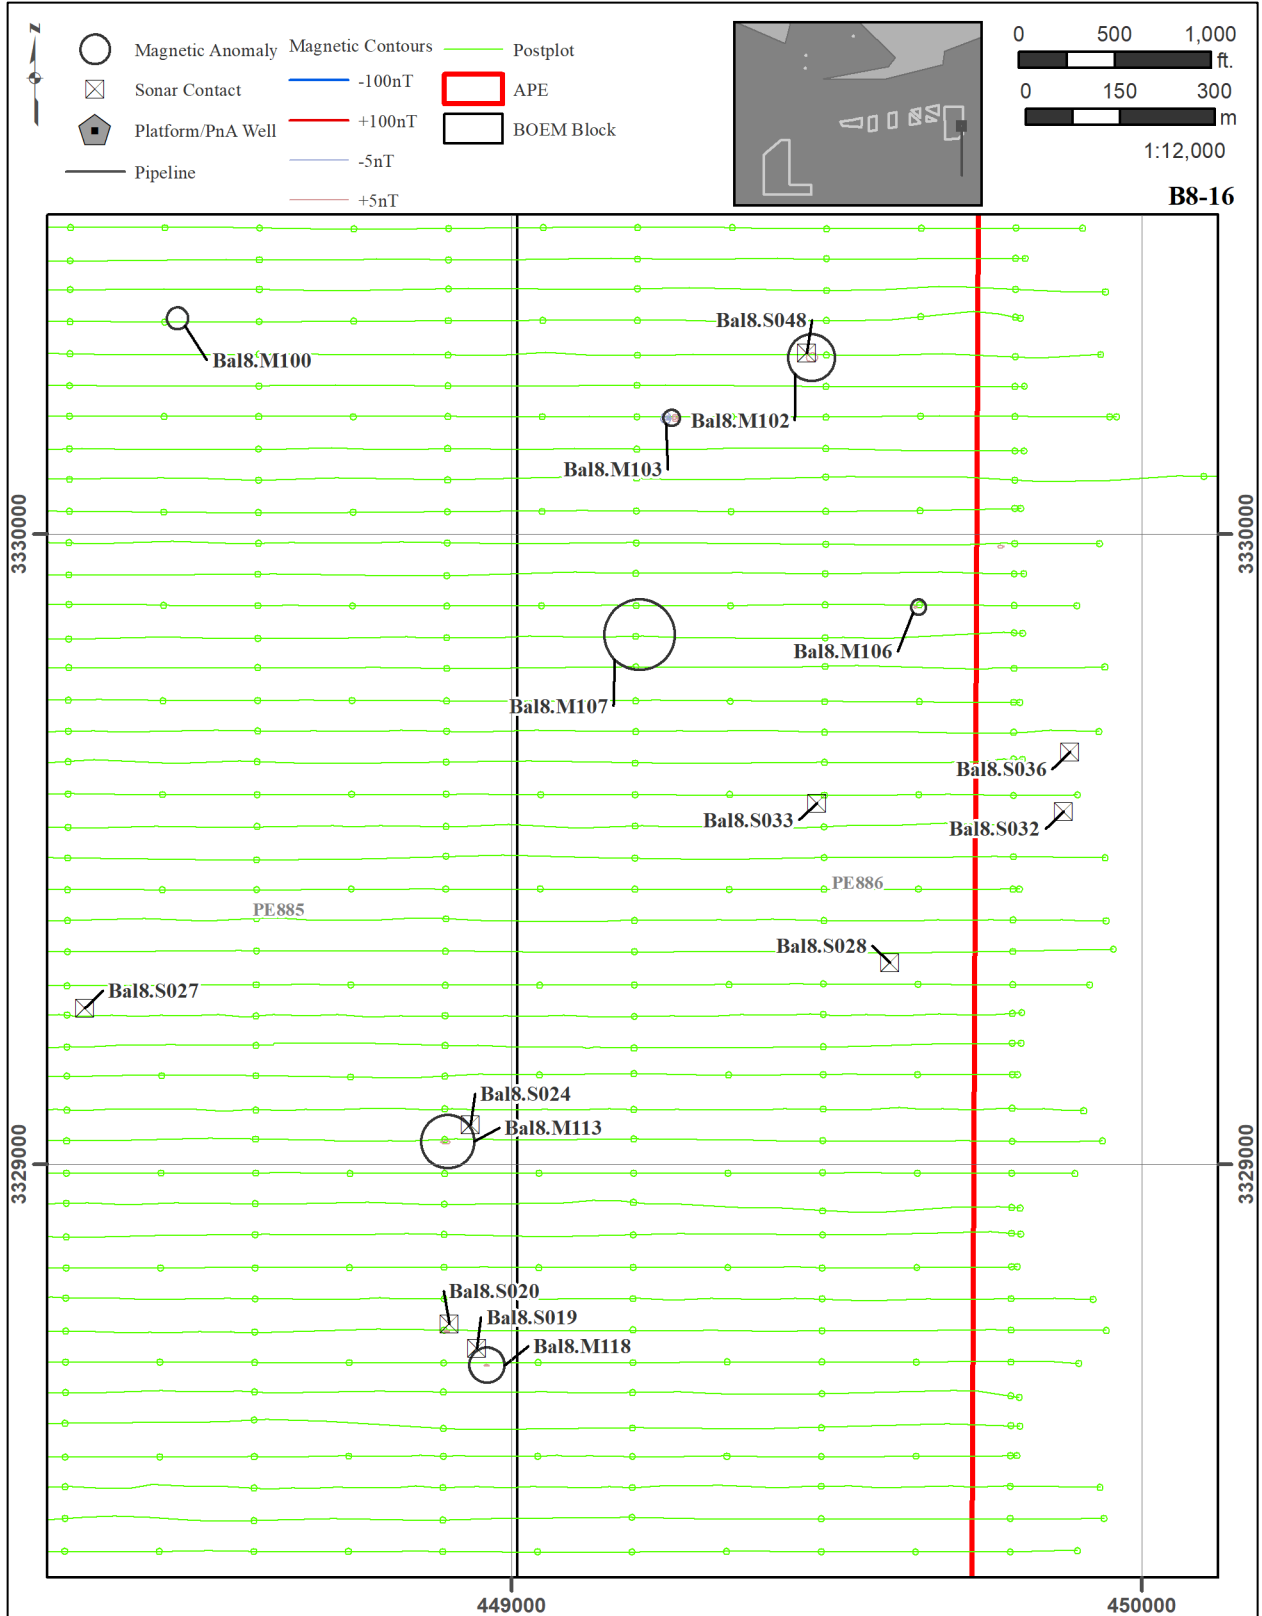 N
Magnetic Anomaly
Sonar Contact
Platform/PnA Well
Pipeline
Magnetic Contours
-100nT
+100nT
-5nT
+5nT
Postplot
APE
BOEM Block
0 500 1,000
ft.
0 150 300
m
1:12,000
B8-16
Bal8.S048
Bal8.M100
Bal8.M102
Bal8.M103
3330000
3330000
Bal8.M106
Bal8.M107
Bal8.S036
Bal8.S033
Bal8.S032
PE886
PE885
Bal8.S028
Bal8.S027
Bal8.S024
Bal8.M113
3329000
3329000
Bal8.S020
Bal8.S019
Bal8.M118
449000
450000